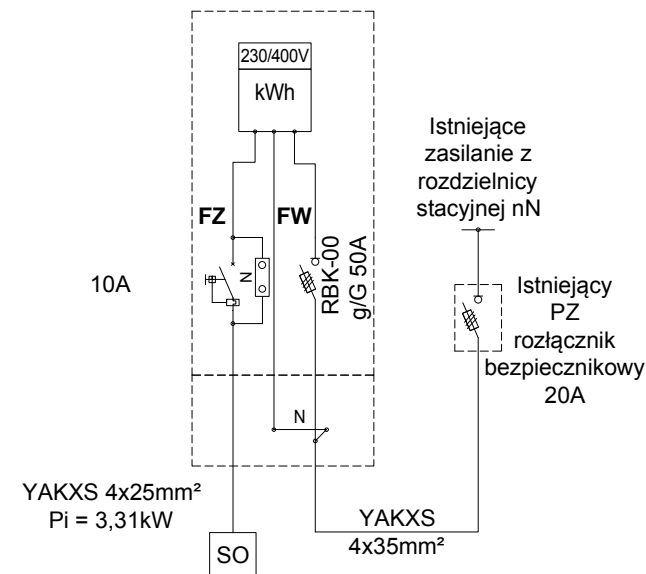 230/400V
kWh
Istniejące
zasilanie z
rozdzielnicy
stacyjnej nN
FZ
FW
10A
N
RBK-00
g/G 50A
Istniejący
PZ
rozłącznik
bezpiecznikowy
20A
N
YAKXS 4x25mm²
Pi = 3,31kW
SO
YAKXS
4x35mm²